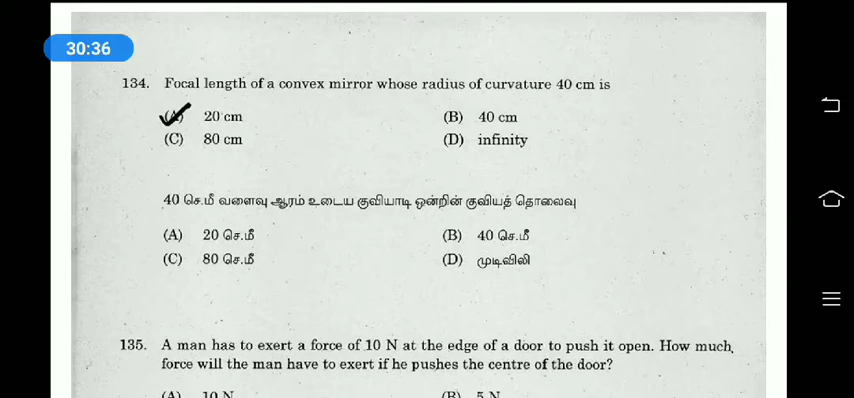 30:36
134. Focal length of a convex mirror whose radius of curvature 40 cm is
(A) 20 cm (B) 40 cm
(C) 80 cm (D) infinity
40 செ.மீ வளைவு ஆரம் உடைய குவியாடி ஒன்றின் குவியத் தொலைவு
(A) 20 செ.மீ (B) 40 செ.மீ
(C) 80 செ.மீ (D) முடிவிலி
135. A man has to exert a force of 10 N at the edge of a door to push it open. How much
force will the man have to exert if he pushes the centre of the door?
(A) 10 N (B) 5 N